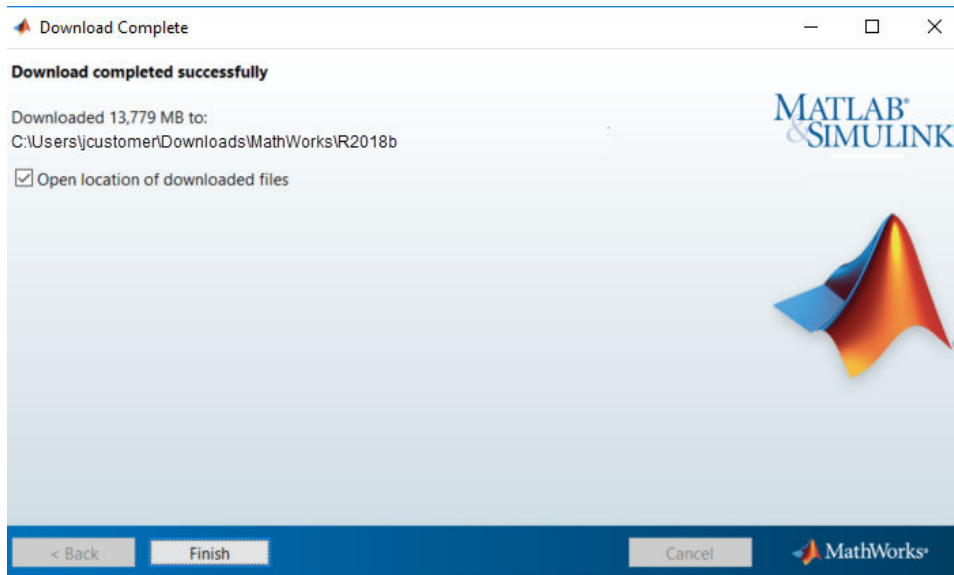 Download Complete
Download completed successfully
Downloaded 13,779 MB to:
C:\Users\jcustomer\Downloads\MathWorks\R2018b
Open location of downloaded files
MATLAB®
&SIMULINK
< Back
Finish
Cancel
MathWorks®